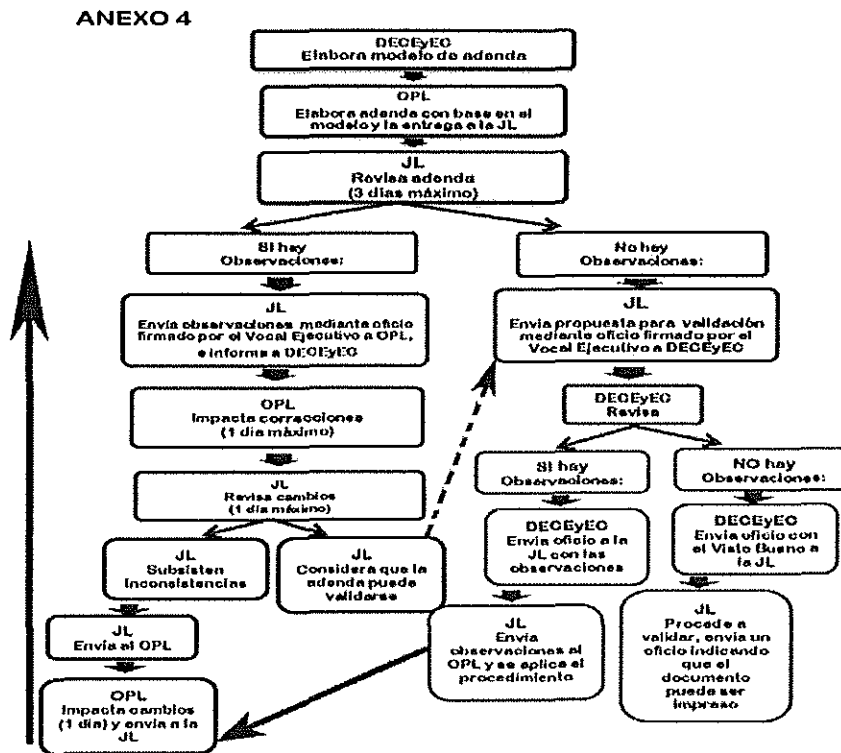 ANEXO 4
DECEyEC
Elabora modelo de adenda
OPL
Elabora adenda con base en el
modelo y la entrega a la JL
JL
Revisa adenda
(3 días máximo)
SI hay
Observaciones:
JL
Envía observaciones mediante oficio
firmado por el Vocal Ejecutivo a OPL,
e informa a DECEyEC
OPL
Impacta correcciones
(1 día máximo)
JL
Revisa cambios
(1 día máximo)
JL
Subsisten
Inconsistencias
JL
Envía al OPL
OPL
Impacta cambios
(1 día) y envía a la
JL
JL
Considera que la
adenda puede
validarse
No hay
Observaciones:
JL
Envía propuesta para validación
mediante oficio firmado por el
Vocal Ejecutivo a DECEyEC
DECEyEC
Revisa
SI hay
Observaciones:
DECEyEC
Envía oficio a la
JL con las
observaciones
JL
Envía
observaciones al
OPL y se aplica el
procedimiento
NO hay
Observaciones:
DECEyEC
Envía oficio con
el Visto Bueno a
la JL
JL
Procede a
validar, envía un
oficio indicando
que el
documento
puede ser
impreso